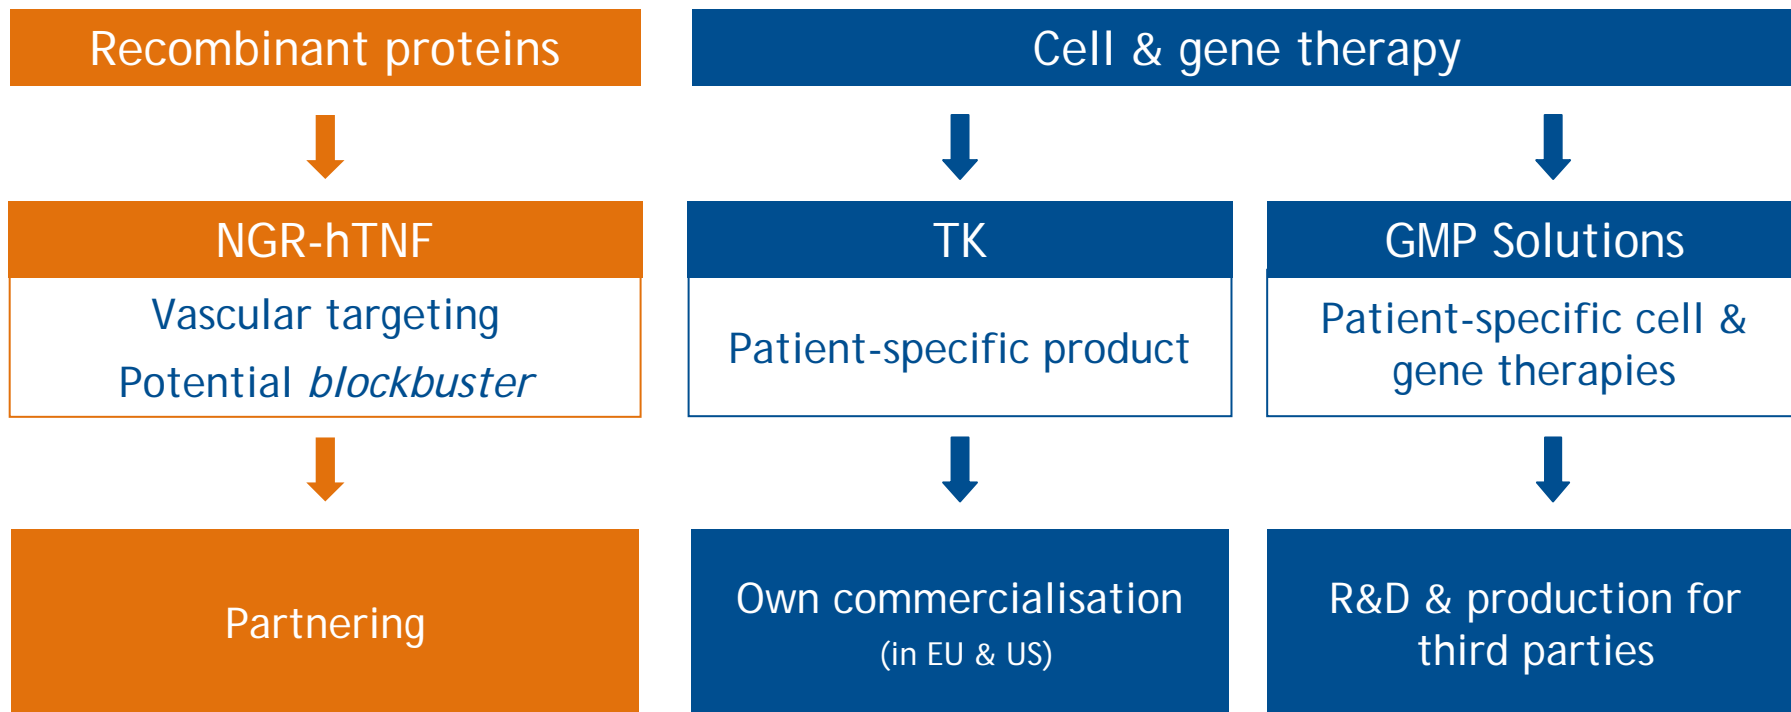 Recombinant proteins
Cell & gene therapy
NGR-hTNF
Vascular targeting
Potential blockbuster
TK
Patient-specific product
GMP Solutions
Patient-specific cell &
gene therapies
Partnering
Own commercialisation
(in EU & US)
R&D & production for
third parties